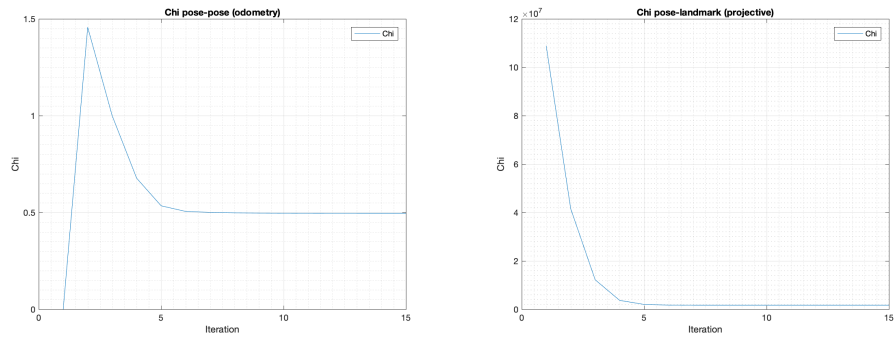 Chi pose-pose (odometry)
Chi
1.5
1
0.5
0
Chi
0
5
10
15
Iteration
Chi pose-landmark (projective)
×10⁷
Chi
12
10
8
6
4
2
0
Chi
0
5
10
15
Iteration